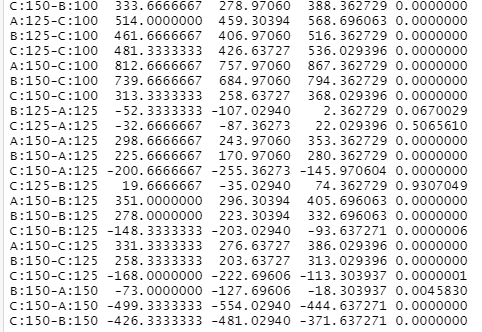 C:150-B:100 333.6666667 278.97060 388.362729 0.0000000
A:125-C:100 514.0000000 459.30394 568.696063 0.0000000
B:125-C:100 461.6666667 406.97060 516.362729 0.0000000
C:125-C:100 481.3333333 426.63727 536.029396 0.0000000
A:150-C:100 812.6666667 757.97060 867.362729 0.0000000
B:150-C:100 739.6666667 684.97060 794.362729 0.0000000
C:150-C:100 313.3333333 258.63727 368.029396 0.0000000
B:125-A:125 -52.3333333 -107.02940 2.362729 0.0670029
C:125-A:125 -32.6666667 -87.36273 22.029396 0.5065610
A:150-A:125 298.6666667 243.97060 353.362729 0.0000000
B:150-A:125 225.6666667 170.97060 280.362729 0.0000000
C:150-A:125 -200.6666667 -255.36273 -145.970604 0.0000000
C:125-B:125 19.6666667 -35.02940 74.362729 0.9307049
A:150-B:125 351.0000000 296.30394 405.696063 0.0000000
B:150-B:125 278.0000000 223.30394 332.696063 0.0000000
C:150-B:125 -148.3333333 -203.02940 -93.637271 0.0000006
A:150-C:125 331.3333333 276.63727 386.029396 0.0000000
B:150-C:125 258.3333333 203.63727 313.029396 0.0000000
C:150-C:125 -168.0000000 -222.69606 -113.303937 0.0000001
B:150-A:150 -73.0000000 -127.69606 -18.303937 0.0045830
C:150-A:150 -499.3333333 -554.02940 -444.637271 0.0000000
C:150-B:150 -426.3333333 -481.02940 -371.637271 0.0000000